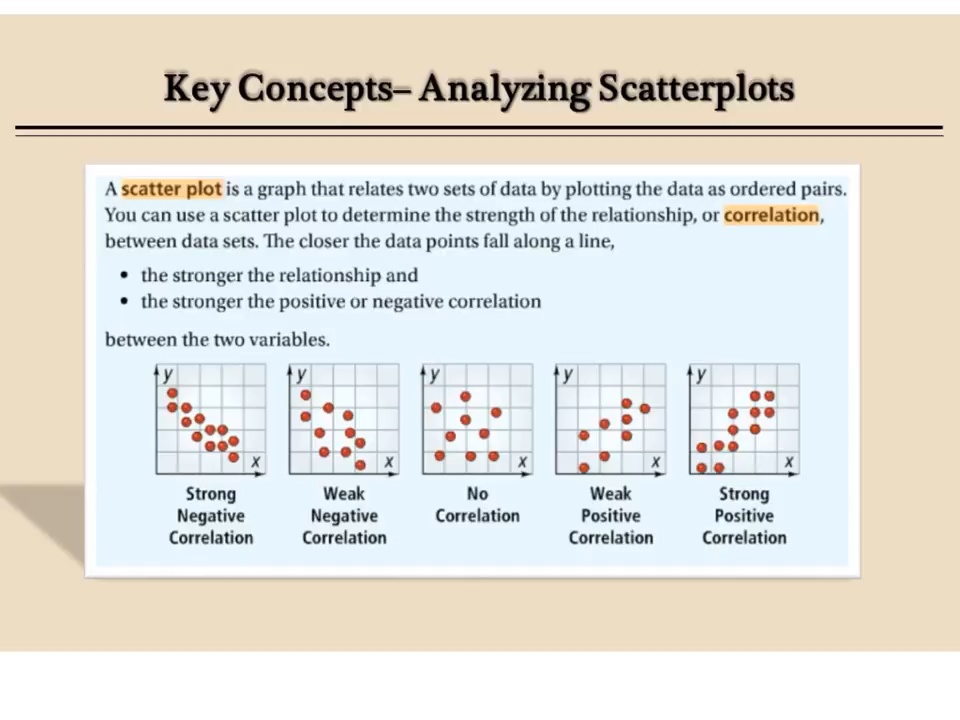 Key Concepts– Analyzing Scatterplots
A scatter plot is a graph that relates two sets of data by plotting the data as ordered pairs.
You can use a scatter plot to determine the strength of the relationship, or correlation,
between data sets. The closer the data points fall along a line,
• the stronger the relationship and
• the stronger the positive or negative correlation
between the two variables.
y
x
Strong
Negative
Correlation
y
x
Weak
Negative
Correlation
y
x
No
Correlation
y
x
Weak
Positive
Correlation
y
x
Strong
Positive
Correlation